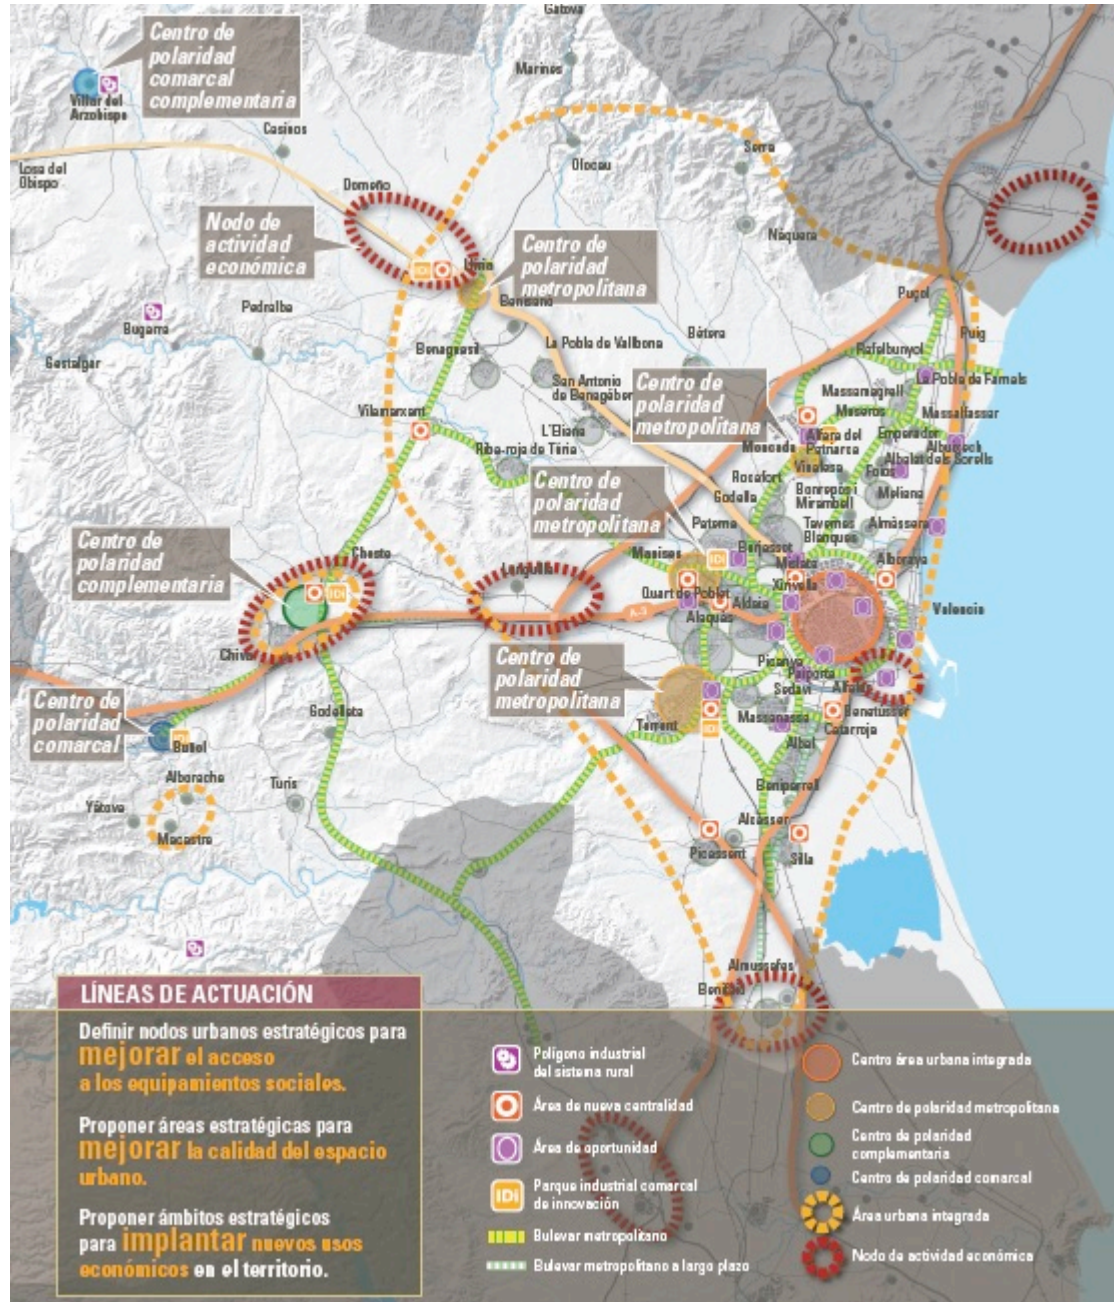 Gátova
Centro de
polaridad
comarcal
complementaria
Marines
Villar del
Arzobispo
Casinos
Serra
Olocau
Losa del
Obispo
Domeño
Nodo de
actividad
económica
Náquera
Centro de
polaridad
metropolitana
Llíria
Benisanó
Puçol
Pedralba
Bugarra
Puig
Bétera
La Pobla de Vallbona
Benaguasil
Rafelbunyol
Gestalgar
San Antonio
de Benagéber
Centro de
polaridad
metropolitana
La Pobla de Farnals
Massamagrell
Vilamarxant
Museros
Massalfassar
L'Eliana
Alfara del
Patriarca
Emperador
Albuixech
Moncada
Riba-roja de Túria
Vinalesa
Albalat dels Sorells
Foios
Rocafort
Centro de
polaridad
metropolitana
Bonrepòs i
Mirambell
Meliana
Godella
Paterna
Tavernes
Blanques
Almàssera
Centro de
polaridad
complementaria
Cheste
Manises
Burjassot
Mislata
Alboraya
Loriguilla
Xirivella
Quart de Poblet
Aldaia
A-3
Alaquàs
Valencia
Chiva
Centro de
polaridad
metropolitana
Picanya
Paiporta
Sedaví
Alfafar
Centro de
polaridad
comarcal
Godelleta
Torrent
Massanassa
Benetússer
Catarroja
Buñol
Albal
Alborache
Turís
Beniparrell
Yátova
Macastre
Alcàsser
Picassent
Silla
Almussafes
Benifaió
LÍNEAS DE ACTUACIÓN
Definir nodos urbanos estratégicos para
mejorar el acceso
a los equipamientos sociales.
Proponer áreas estratégicas para
mejorar la calidad del espacio
urbano.
Proponer ámbitos estratégicos
para implantar nuevos usos
económicos en el territorio.
Polígono industrial
del sistema rural
Área de nueva centralidad
Área de oportunidad
IDi
Parque industrial comarcal
de innovación
Bulevar metropolitano
Bulevar metropolitano a largo plazo
Centro área urbana integrada
Centro de polaridad metropolitana
Centro de polaridad
complementaria
Centro de polaridad comarcal
Área urbana integrada
Nodo de actividad económica